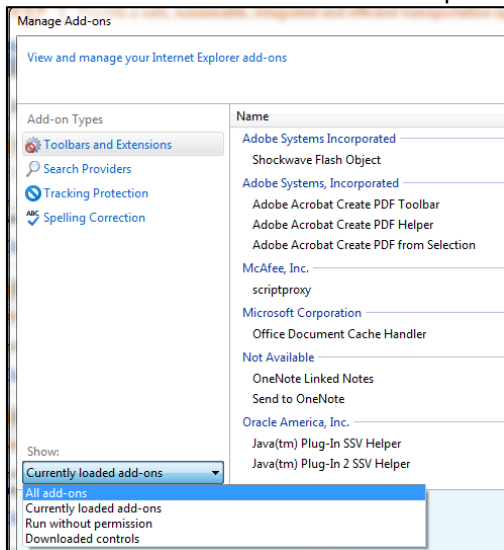 Manage Add-ons
View and manage your Internet Explorer add-ons
Add-on Types
Toolbars and Extensions
Search Providers
Tracking Protection
ABC Spelling Correction
Show:
Currently loaded add-ons
All add-ons
Currently loaded add-ons
Run without permission
Downloaded controls
Name
Adobe Systems Incorporated
Shockwave Flash Object
Adobe Systems, Incorporated
Adobe Acrobat Create PDF Toolbar
Adobe Acrobat Create PDF Helper
Adobe Acrobat Create PDF from Selection
McAfee, Inc.
scriptproxy
Microsoft Corporation
Office Document Cache Handler
Not Available
OneNote Linked Notes
Send to OneNote
Oracle America, Inc.
Java(tm) Plug-In SSV Helper
Java(tm) Plug-In 2 SSV Helper